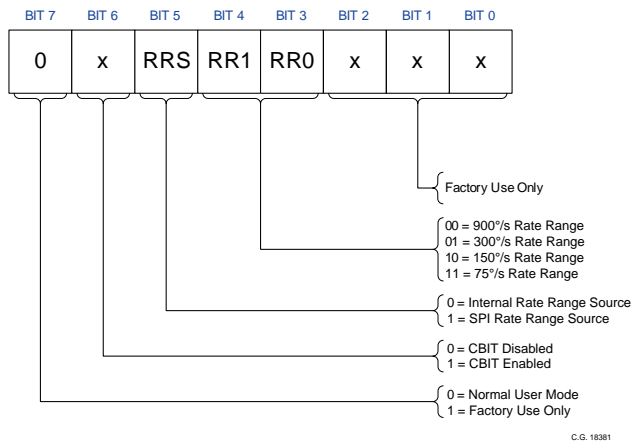 BIT 7 BIT 6 BIT 5 BIT 4 BIT 3 BIT 2 BIT 1 BIT 0
0 x RRS RR1 RR0 x x x
Factory Use Only
00 = 900°/s Rate Range
01 = 300°/s Rate Range
10 = 150°/s Rate Range
11 = 75°/s Rate Range
0 = Internal Rate Range Source
1 = SPI Rate Range Source
0 = CBIT Disabled
1 = CBIT Enabled
0 = Normal User Mode
1 = Factory Use Only
C.G. 18381